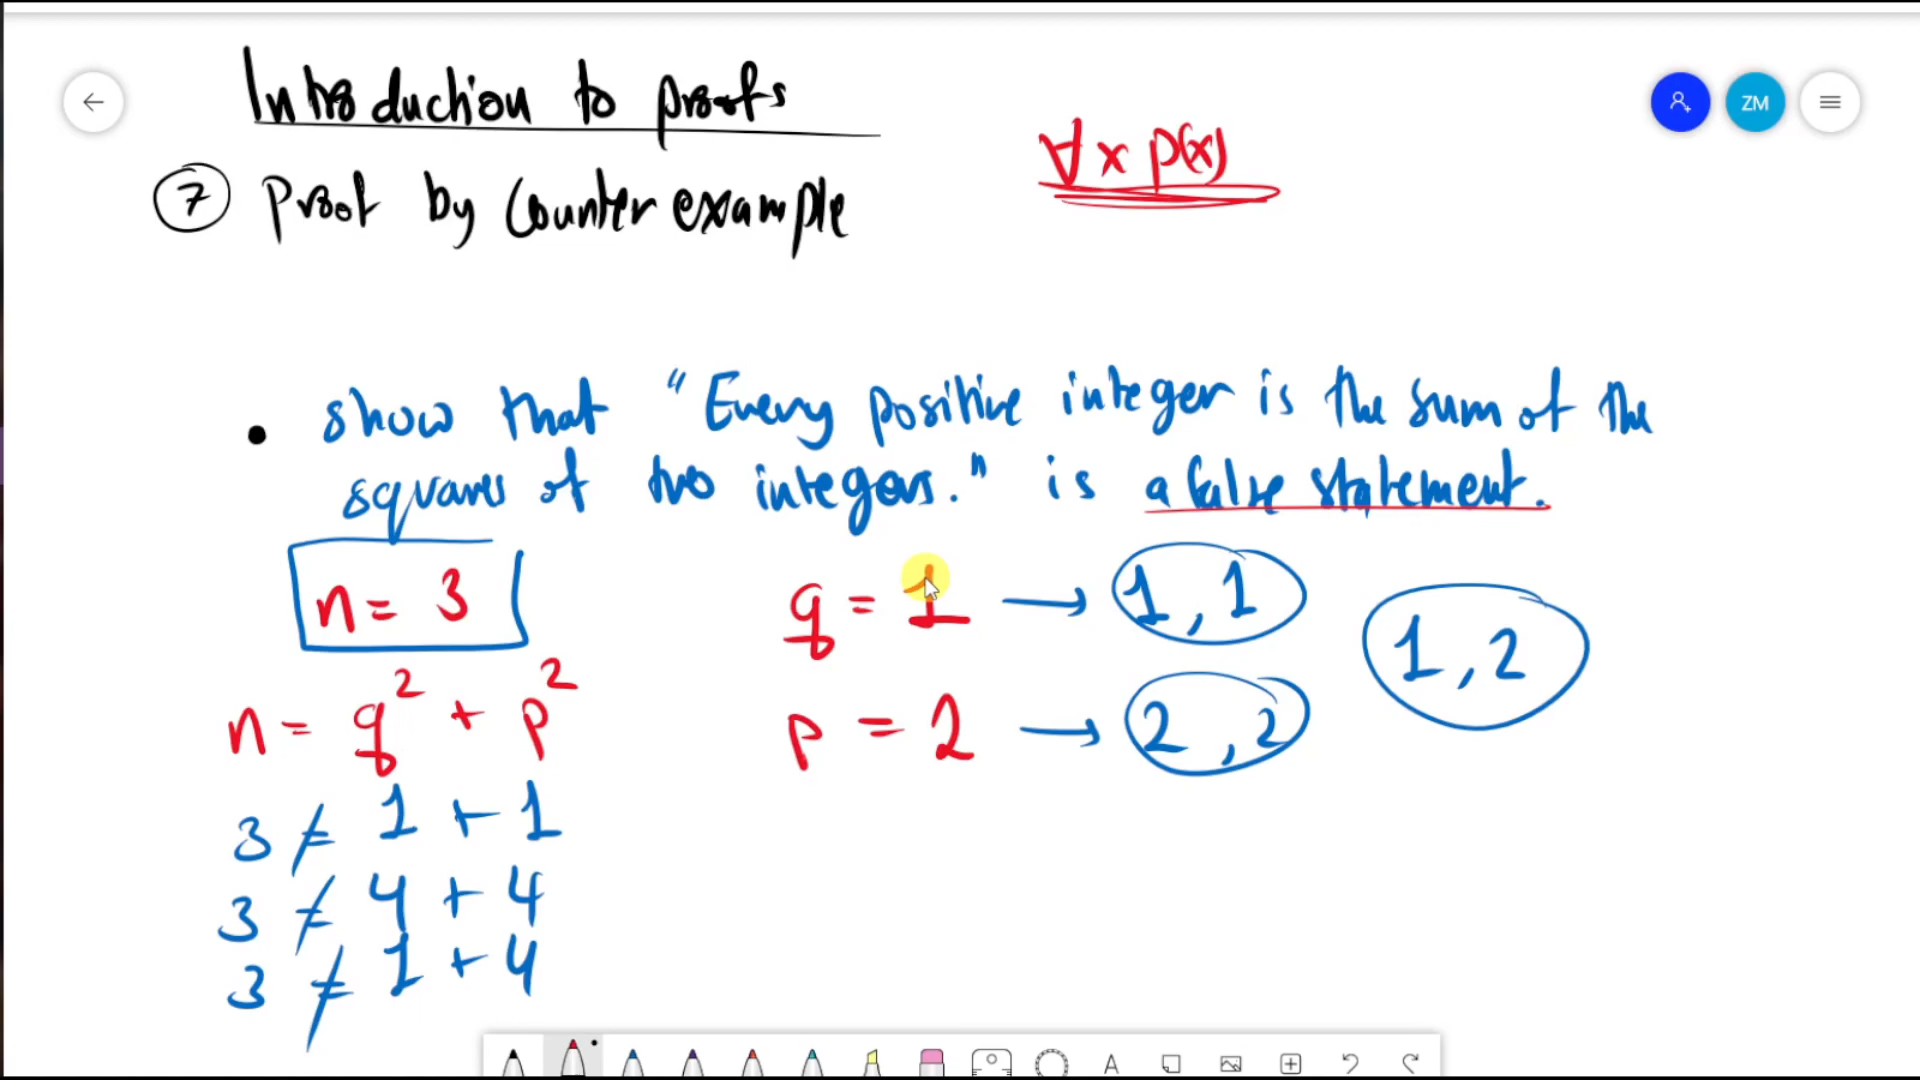 Introduction to proofs
ZM
∀x P(x)
7 Proof by Counter example
• show that "Every positive integer is the sum of the
squares of two integers." is a false statement.
n = 3
q = 1 → 1, 1
1, 2
n = q² + p²
p = 2 → 2, 2
3 ≠ 1 + 1
3 ≠ 4 + 4
3 ≠ 1 + 4
A